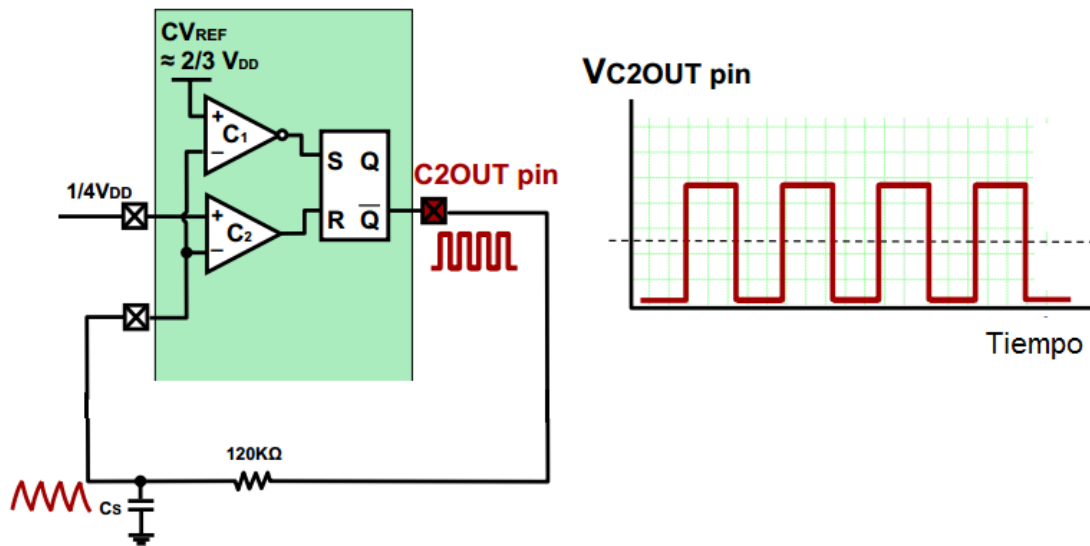 CVREF
≈ 2/3 VDD
+
C1
–
1/4VDD
+
C2
–
S Q
R Q̅
C2OUT pin
120KΩ
Cs
VC2OUT pin
Tiempo